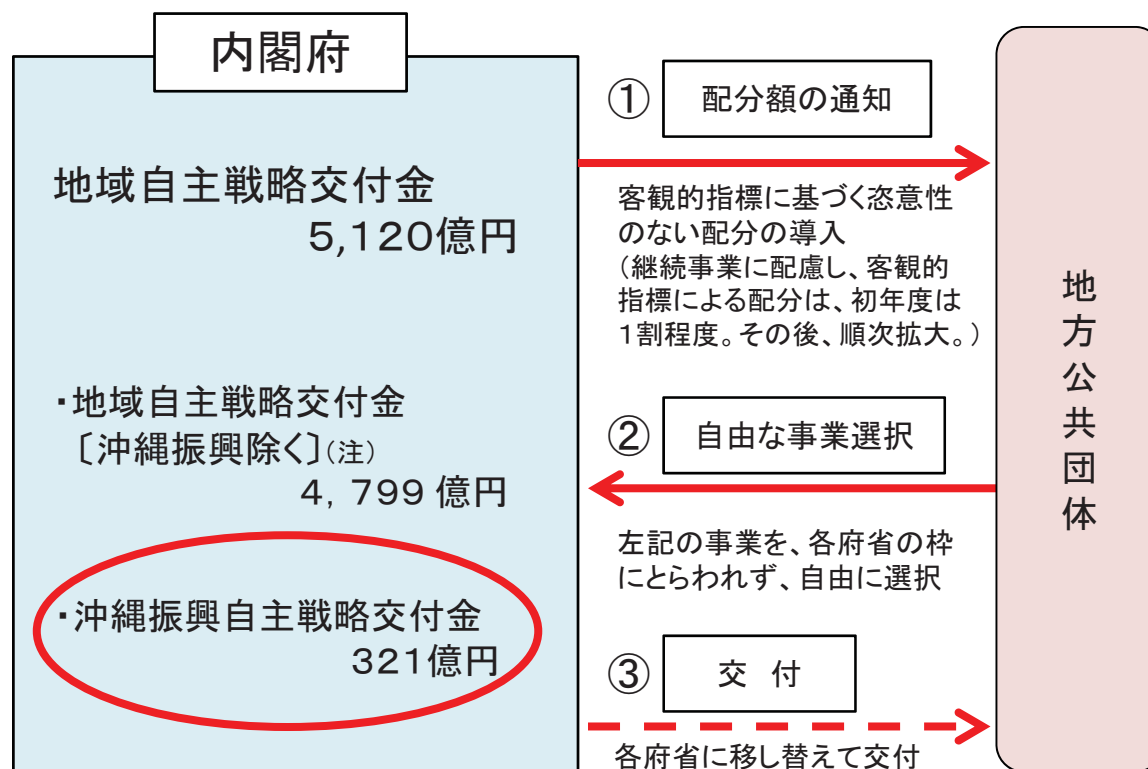 内閣府
地域自主戦略交付金
5,120億円
・地域自主戦略交付金
〔沖縄振興除く〕(注)
4，799億円
・沖縄振興自主戦略交付金
321億円
① 配分額の通知
客観的指標に基づく恣意性
のない配分の導入
（継続事業に配慮し、客観的
指標による配分は、初年度は
１割程度。その後、順次拡大。）
② 自由な事業選択
左記の事業を、各府省の枠
にとらわれず、自由に選択
③ 交　付
各府省に移し替えて交付
地方公共団体